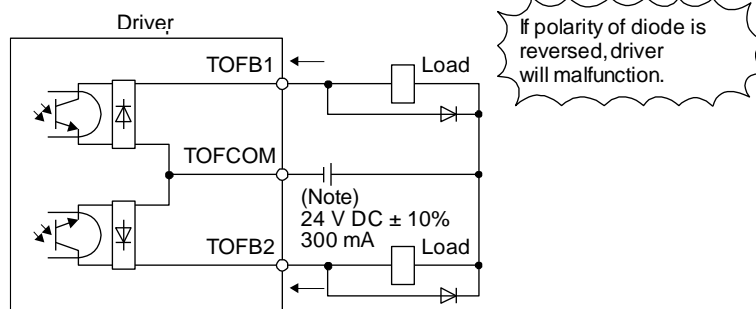 Driver
If polarity of diode is
reversed, driver
will malfunction.
TOFB1
Load
TOFCOM
(Note)
24 V DC ± 10%
300 mA
TOFB2
Load